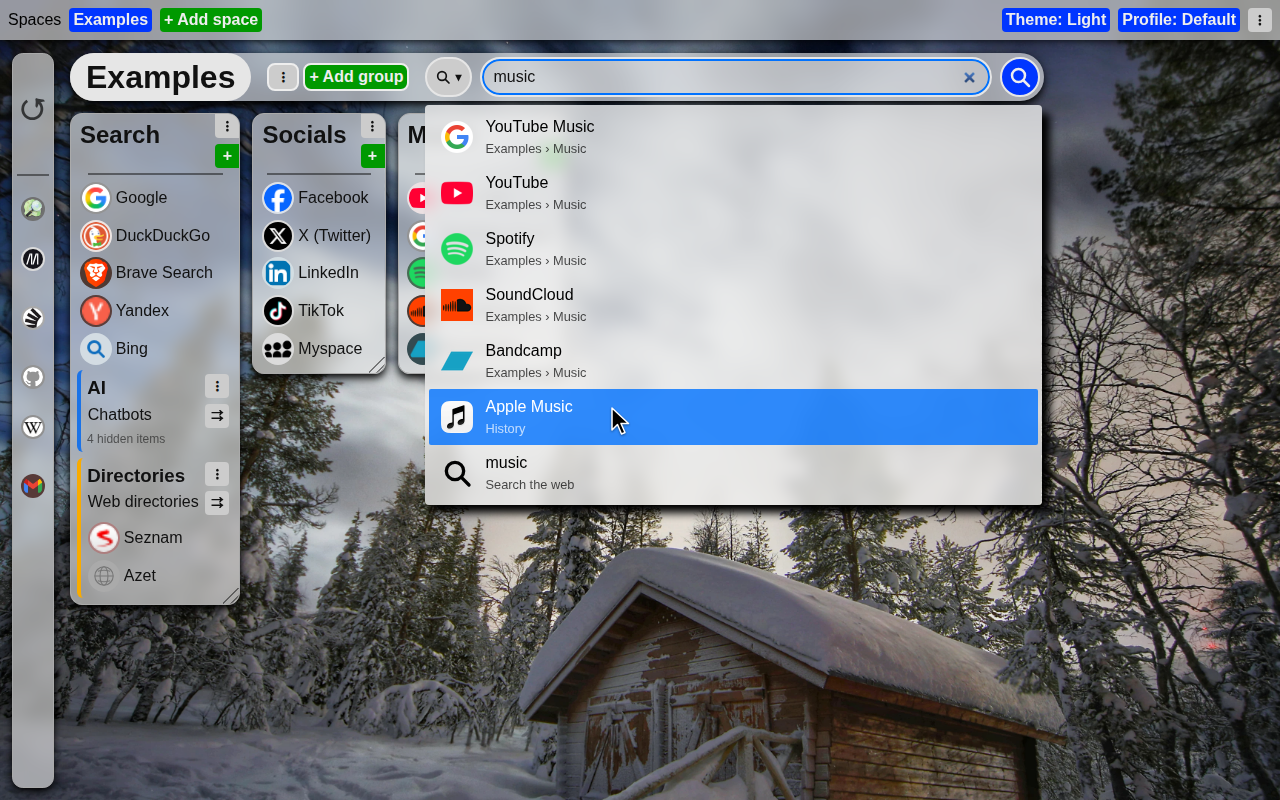 Spaces Examples + Add space Theme: Light Profile: Default
Examples + Add group music
Search
Google
DuckDuckGo
Brave Search
Yandex
Bing
AI
Chatbots
4 hidden items
Directories
Web directories
Seznam
Azet
Socials
Facebook
X (Twitter)
LinkedIn
TikTok
Myspace
M
YouTube Music
Examples › Music
YouTube
Examples › Music
Spotify
Examples › Music
SoundCloud
Examples › Music
Bandcamp
Examples › Music
Apple Music
History
music
Search the web